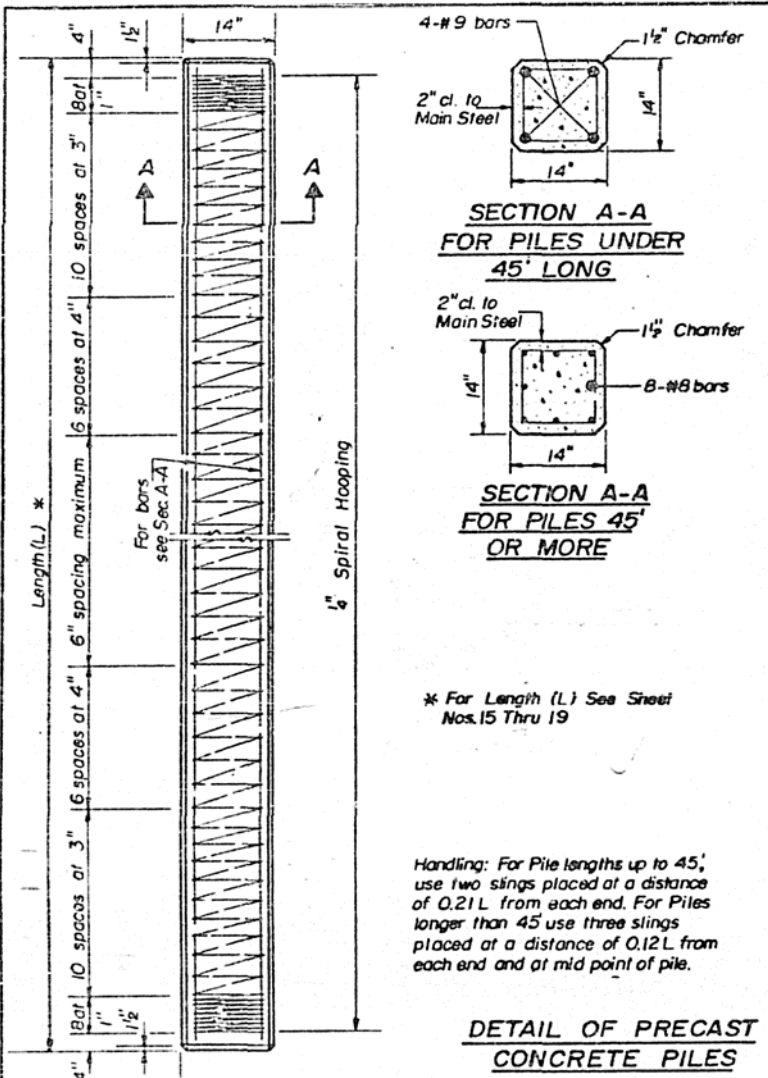 4"
1½"
14"
8 at
1"
10 spaces at 3"
6 spaces at 4"
6" spacing maximum
6 spaces at 4"
10 spaces at 3"
8 at
1"
1½"
4"
Length (L) *
A
A
For bars
see Sec. A-A
¼" Spiral Hooping
4-#9 bars
1½" Chamfer
2" cl. to
Main Steel
14"
14"
SECTION A-A
FOR PILES UNDER
45' LONG
2" cl. to
Main Steel
1½" Chamfer
14"
8-#8 bars
14"
SECTION A-A
FOR PILES 45'
OR MORE
* For Length (L) See Sheet
Nos. 15 Thru 19
Handling: For Pile lengths up to 45',
use two slings placed at a distance
of 0.21 L from each end. For Piles
longer than 45' use three slings
placed at a distance of 0.12 L from
each end and at mid point of pile.
DETAIL OF PRECAST
CONCRETE PILES